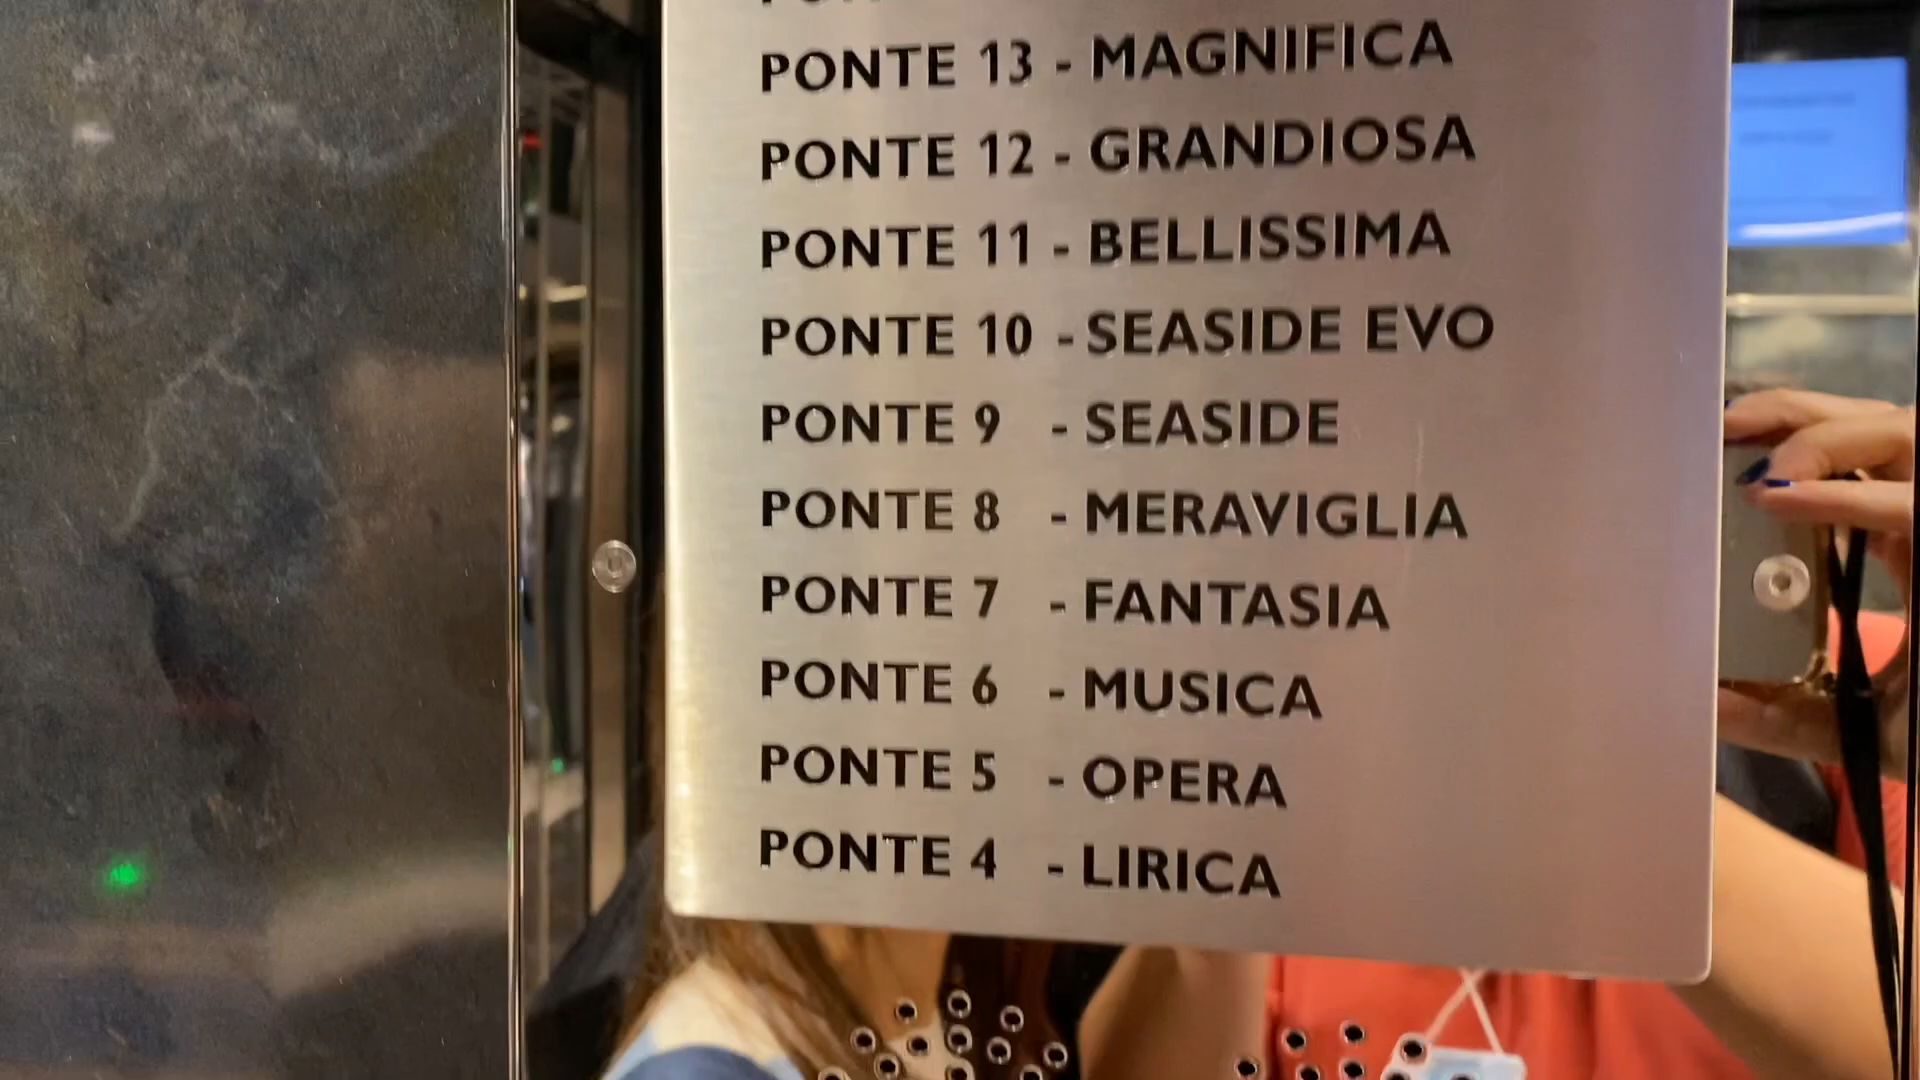 PONTE 13 - MAGNIFICA
PONTE 12 - GRANDIOSA
PONTE 11 - BELLISSIMA
PONTE 10 - SEASIDE EVO
PONTE 9 - SEASIDE
PONTE 8 - MERAVIGLIA
PONTE 7 - FANTASIA
PONTE 6 - MUSICA
PONTE 5 - OPERA
PONTE 4 - LIRICA